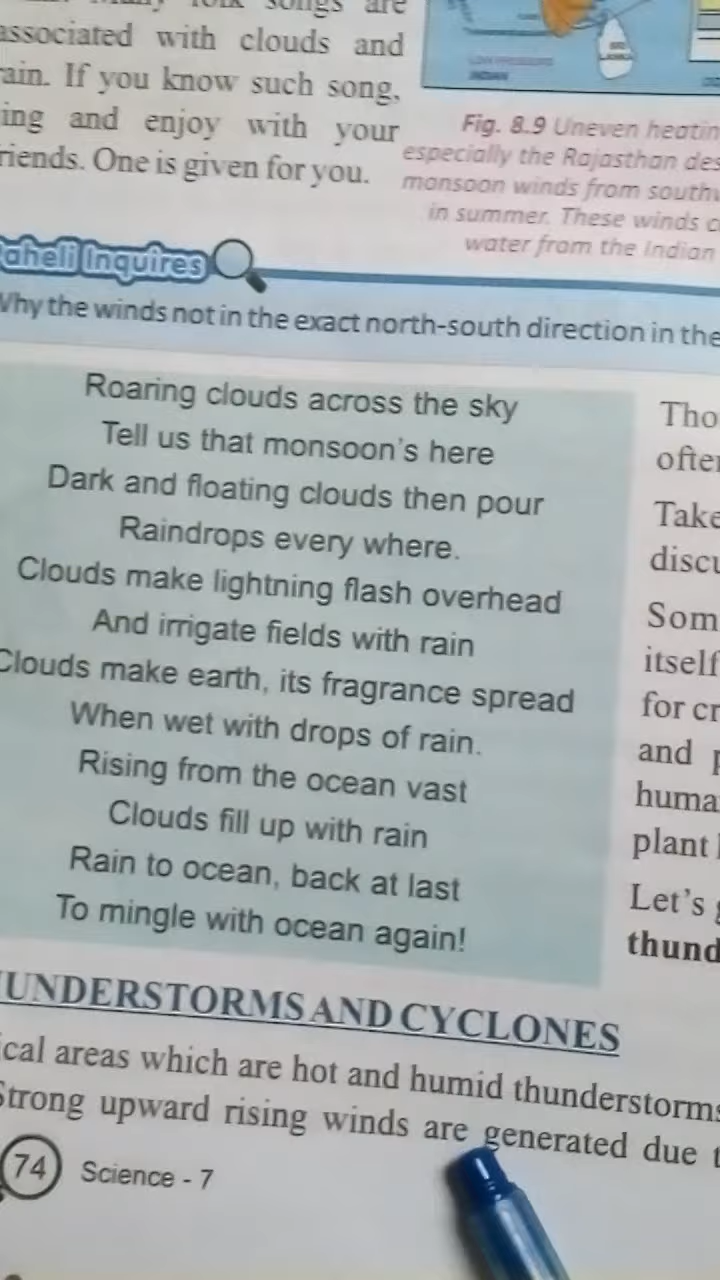 songs are
associated with clouds and
rain. If you know such song,
ing and enjoy with your
riends. One is given for you.
Fig. 8.9 Uneven heatin
especially the Rajasthan des
monsoon winds from southw
in summer. These winds c
water from the Indian
aheli Inquires
Why the winds not in the exact north-south direction in the
Roaring clouds across the sky
Tell us that monsoon's here
Dark and floating clouds then pour
Raindrops every where.
Clouds make lightning flash overhead
And irrigate fields with rain
Clouds make earth, its fragrance spread
When wet with drops of rain.
Rising from the ocean vast
Clouds fill up with rain
Rain to ocean, back at last
To mingle with ocean again!
Tho
often
Take
discu
Som
itself
for cr
and p
huma
plant
Let's g
thund
UNDERSTORMS AND CYCLONES
ical areas which are hot and humid thunderstorms
Strong upward rising winds are generated due t
74 Science - 7